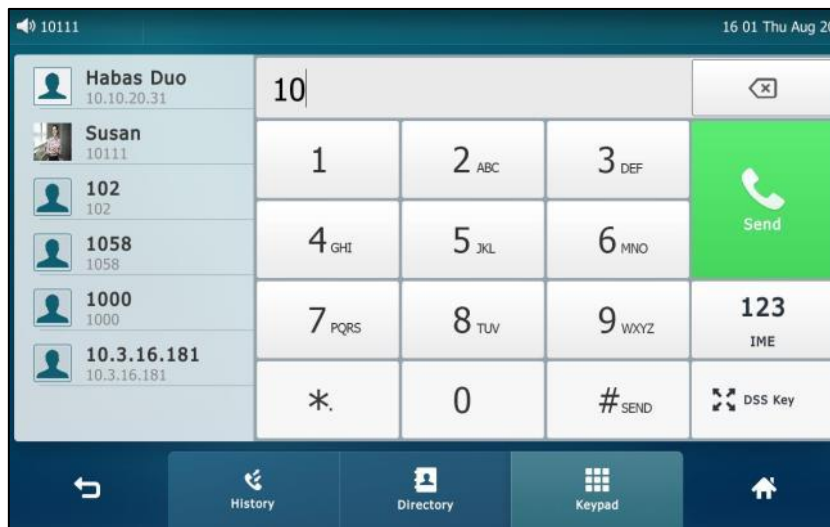 10111
16 01 Thu Aug 20
Habas Duo
10.10.20.31
Susan
10111
102
102
1058
1058
1000
1000
10.3.16.181
10.3.16.181
10
1
2 ABC
3 DEF
Send
4 GHI
5 JKL
6 MNO
7 PQRS
8 TUV
9 WXYZ
123
IME
*.
0
# SEND
DSS Key
History
Directory
Keypad